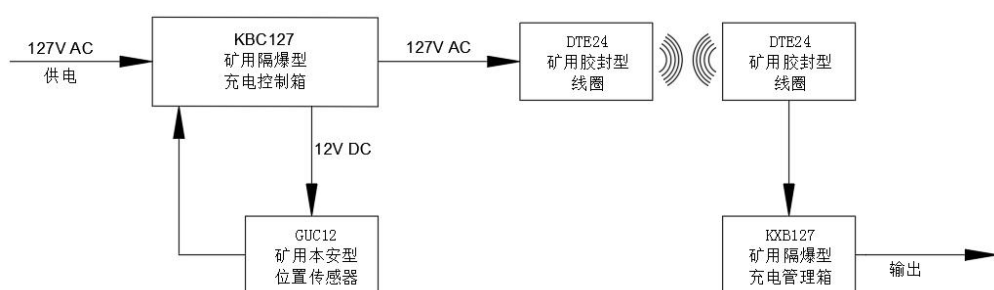 127V AC
供电
KBC127
矿用隔爆型
充电控制箱
127V AC
DTE24
矿用胶封型
线圈
DTE24
矿用胶封型
线圈
12V DC
GUC12
矿用本安型
位置传感器
KXB127
矿用隔爆型
充电管理箱
输出